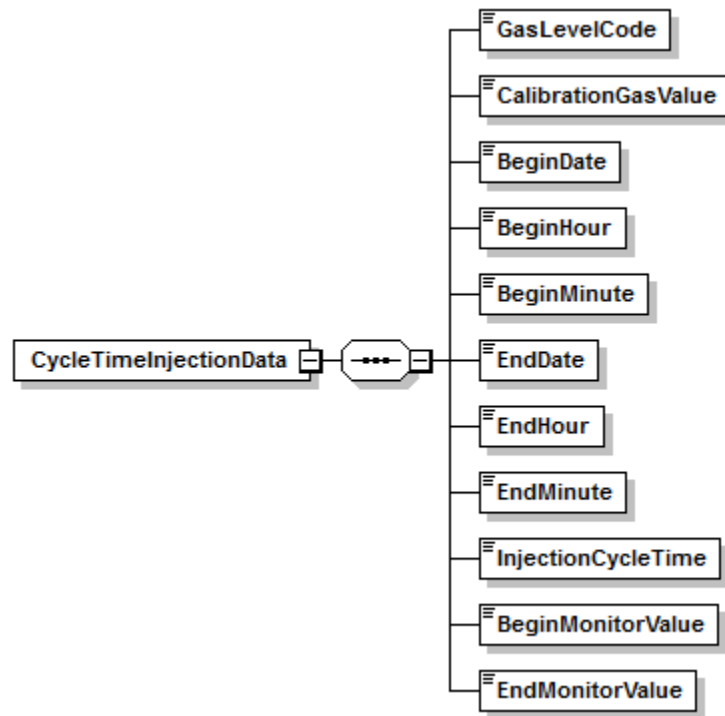 GasLevelCode
CalibrationGasValue
BeginDate
BeginHour
BeginMinute
CycleTimeInjectionData
EndDate
EndHour
EndMinute
InjectionCycleTime
BeginMonitorValue
EndMonitorValue